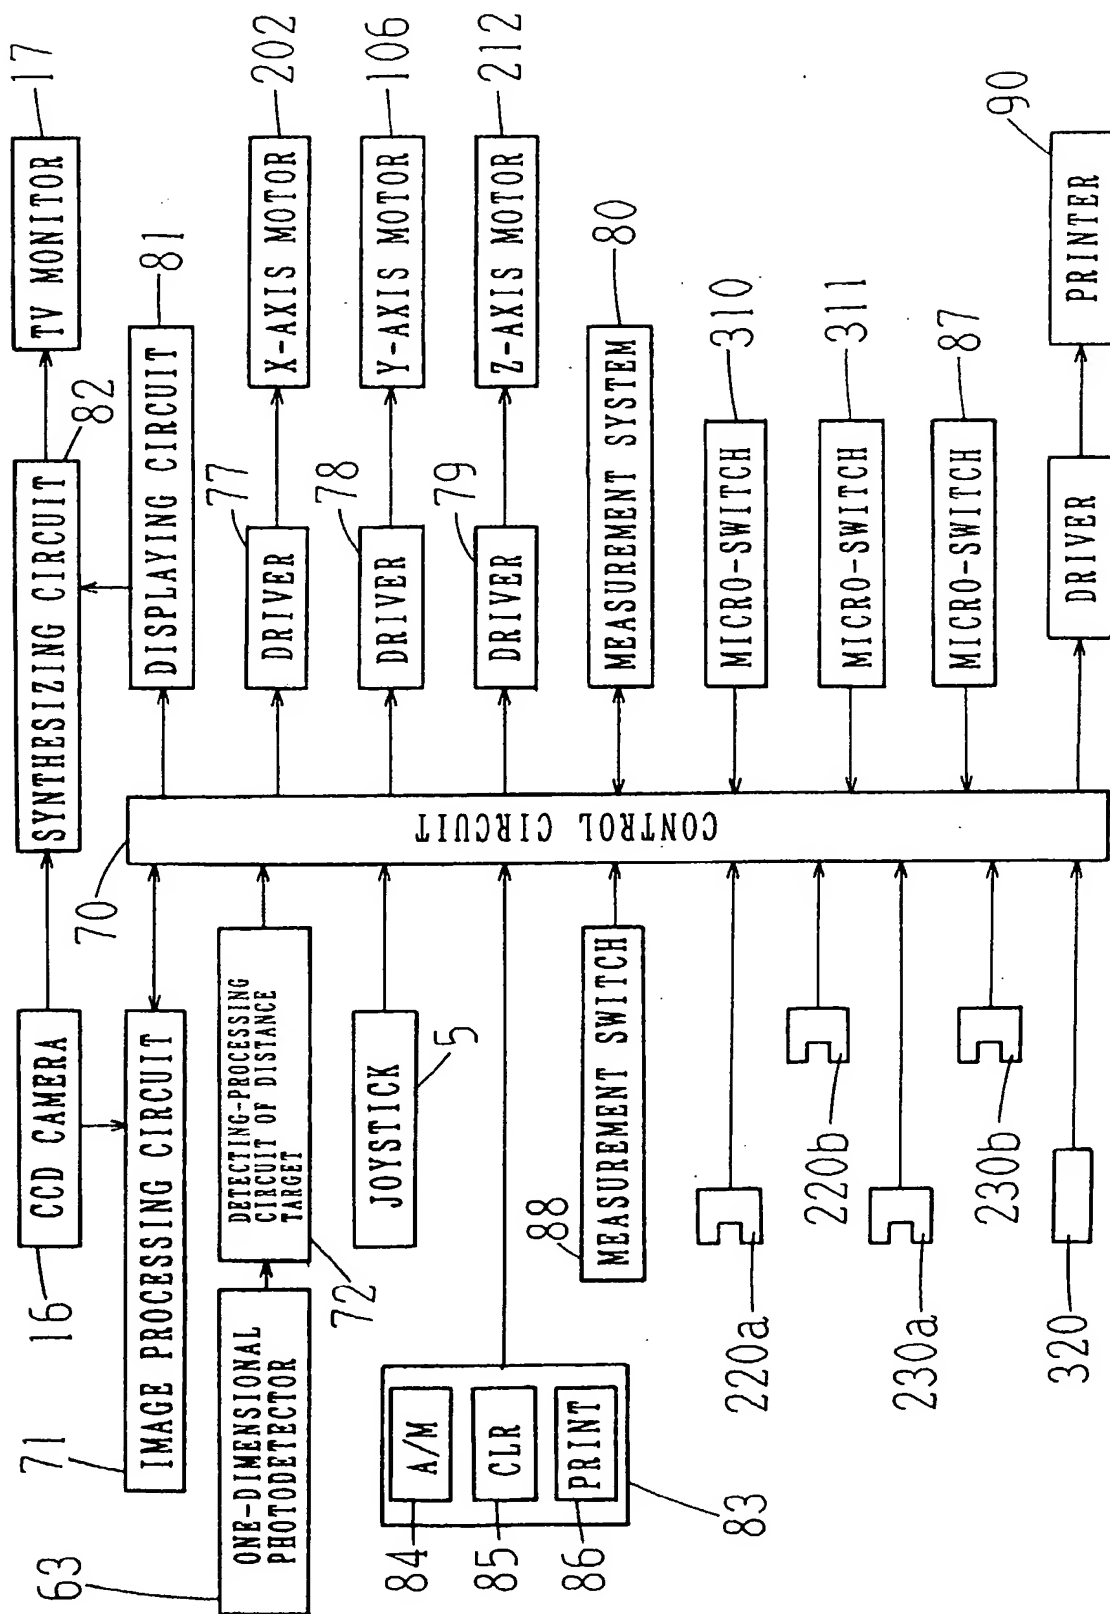 16
CCD CAMERA
SYNTHESIZING CIRCUIT
82
TV MONITOR
17
71
IMAGE PROCESSING CIRCUIT
70
DISPLAYING CIRCUIT
81
63
ONE-DIMENSIONAL
PHOTODETECTOR
72
DETECTING-PROCESSING
CIRCUIT OF DISTANCE
TARGET
77
DRIVER
X-AXIS MOTOR
202
JOYSTICK
5
78
DRIVER
Y-AXIS MOTOR
106
84
A/M
85
CLR
86
PRINT
83
79
DRIVER
Z-AXIS MOTOR
212
CONTROL CIRCUIT
88
MEASUREMENT SWITCH
MEASUREMENT SYSTEM
80
220a
MICRO-SWITCH
310
220b
MICRO-SWITCH
311
230a
230b
MICRO-SWITCH
87
320
DRIVER
PRINTER
90